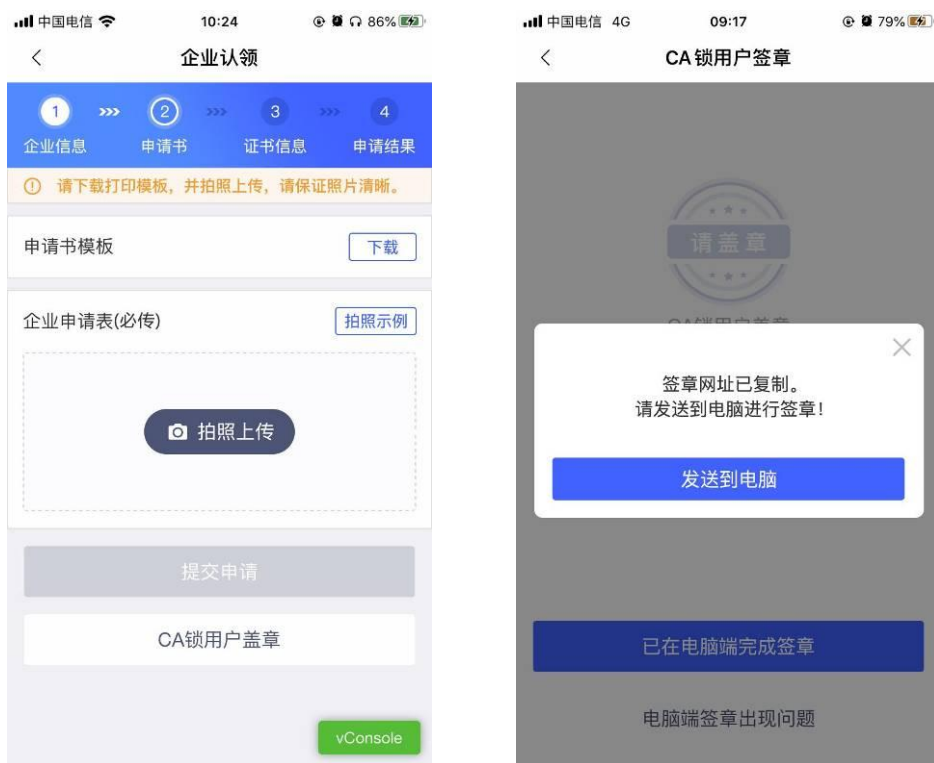 中国电信 10:24 86%
企业认领
1 2 3 4
企业信息 申请书 证书信息 申请结果
请下载打印模板，并拍照上传，请保证照片清晰。
申请书模板 下载
企业申请表(必传) 拍照示例
拍照上传
提交申请
CA锁用户盖章
vConsole
中国电信 4G 09:17 79%
CA锁用户签章
请盖章
CA锁用户盖章
签章网址已复制。
请发送到电脑进行签章！
发送到电脑
已在电脑端完成签章
电脑端签章出现问题